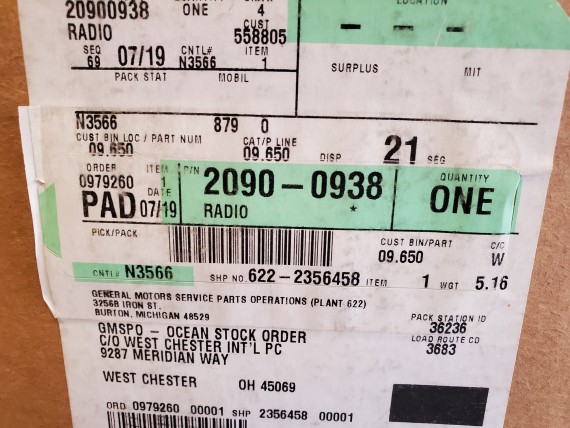 LOCATION
20900938 ONE 4
CUST
RADIO 558805
SEQ 07/19 CNTL# ITEM
69 N3566 1
PACK STAT MOBIL
SURPLUS MIT
N3566 879 0
CUST BIN LOC / PART NUM CAT/P LINE
09.650 09.650 DISP 21 SEG
ORDER ITEM P/N QUANTITY
0979260 1 2090-0938 ONE
DATE
PAD 07/19 RADIO *
PICK/PACK CUST BIN/PART C/C
09.650 W
CNTL# N3566 SHP NO. 622-2356458 ITEM 1 WGT 5.16
GENERAL MOTORS SERVICE PARTS OPERATIONS (PLANT 622)
3256B IRON ST.
BURTON, MICHIGAN 48529
PACK STATION ID
36236
LOAD ROUTE CD
3683
GMSPO - OCEAN STOCK ORDER
C/O WEST CHESTER INT'L PC
9287 MERIDIAN WAY
WEST CHESTER OH 45069
ORD 0979260 00001 SHP 2356458 00001